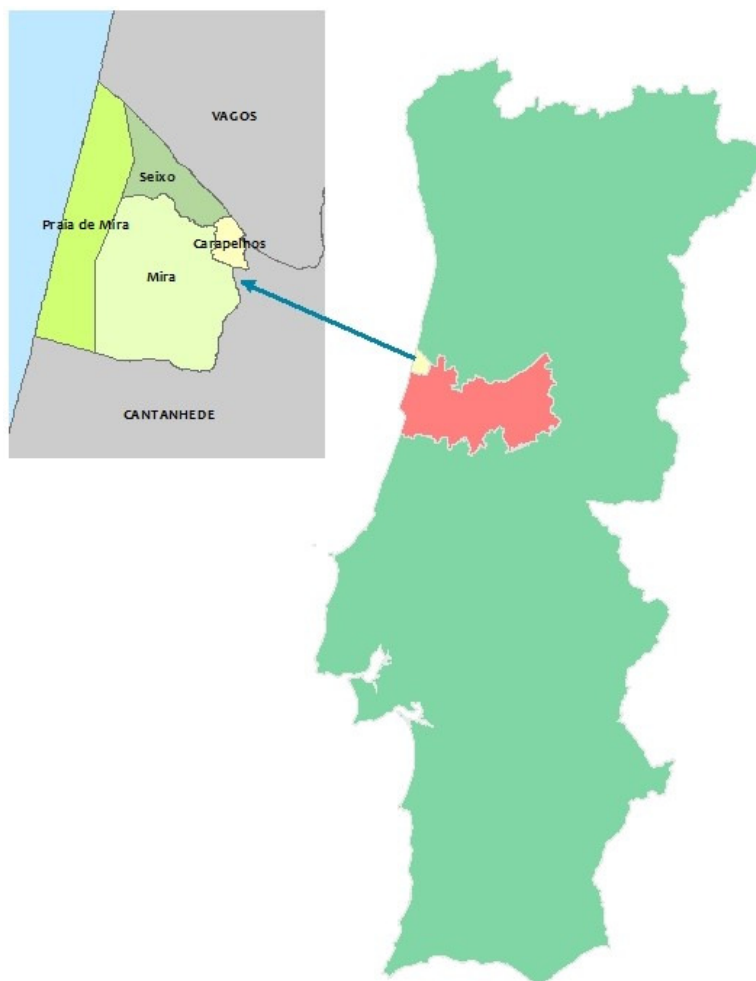 VAGOS
Seixo
Praia de Mira
Carapelhos
Mira
CANTANHEDE